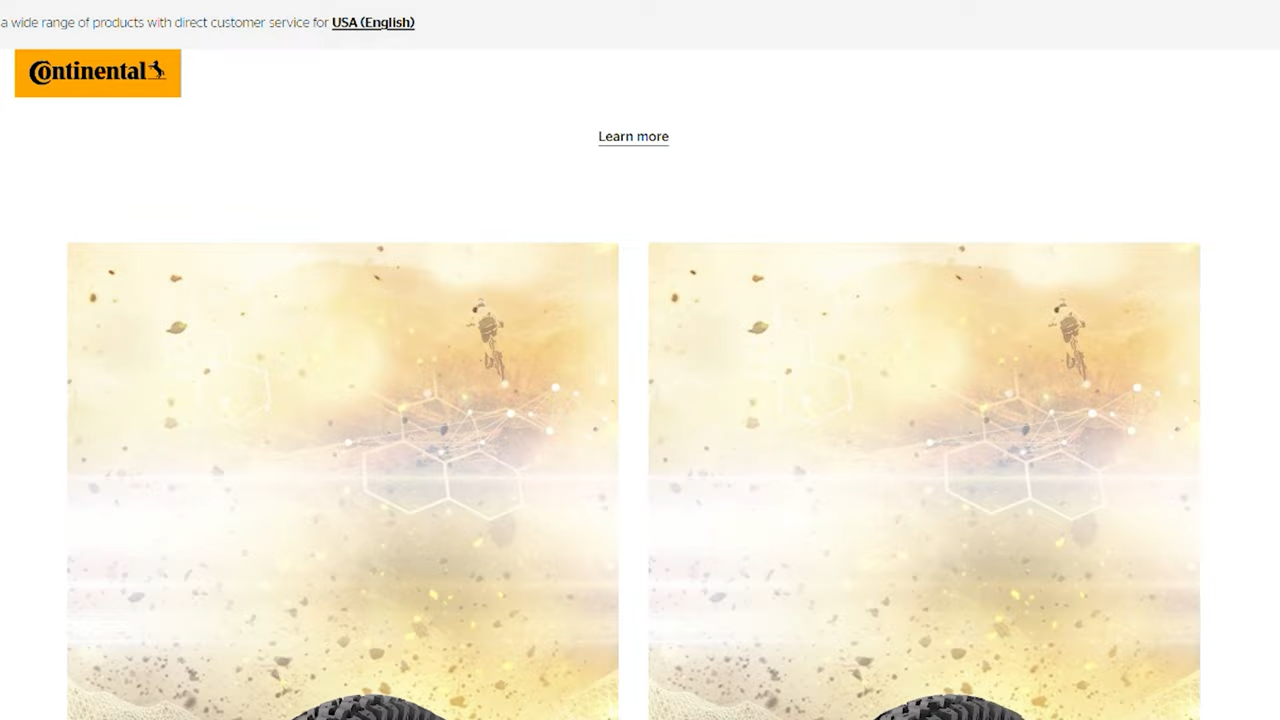 a wide range of products with direct customer service for USA (English)
Continental
Learn more